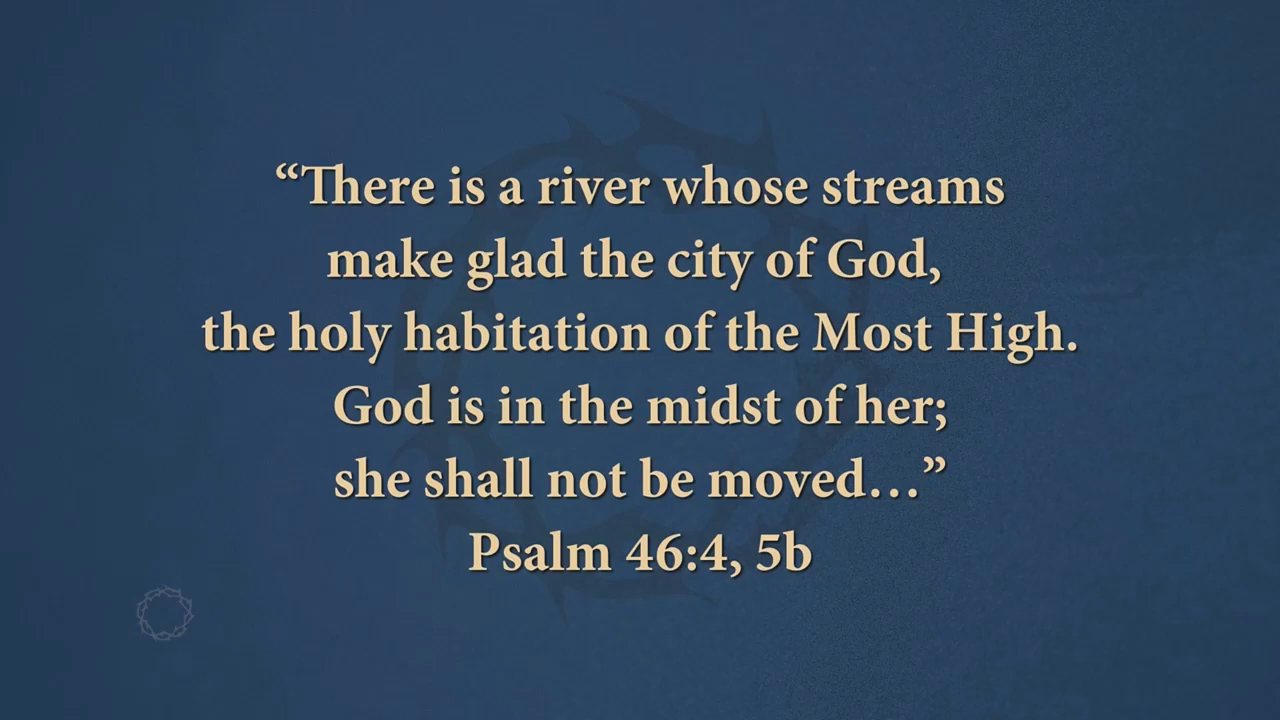 “There is a river whose streams
make glad the city of God,
the holy habitation of the Most High.
God is in the midst of her;
she shall not be moved…”
Psalm 46:4, 5b